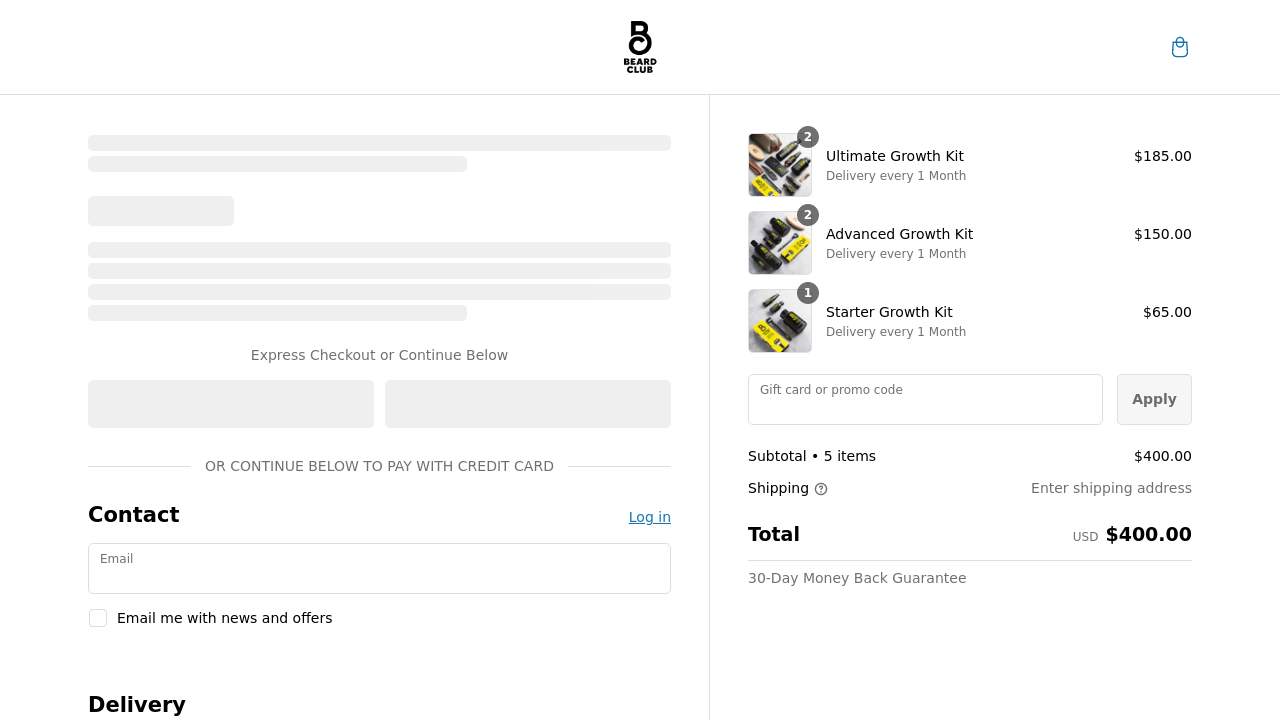 BEARD
CLUB
Express Checkout or Continue Below
OR CONTINUE BELOW TO PAY WITH CREDIT CARD
Contact
Log in
Email
Email me with news and offers
Delivery
2
Ultimate Growth Kit
$185.00
Delivery every 1 Month
2
Advanced Growth Kit
$150.00
Delivery every 1 Month
1
Starter Growth Kit
$65.00
Delivery every 1 Month
Gift card or promo code
Apply
Subtotal • 5 items
$400.00
Shipping
Enter shipping address
Total
USD $400.00
30-Day Money Back Guarantee